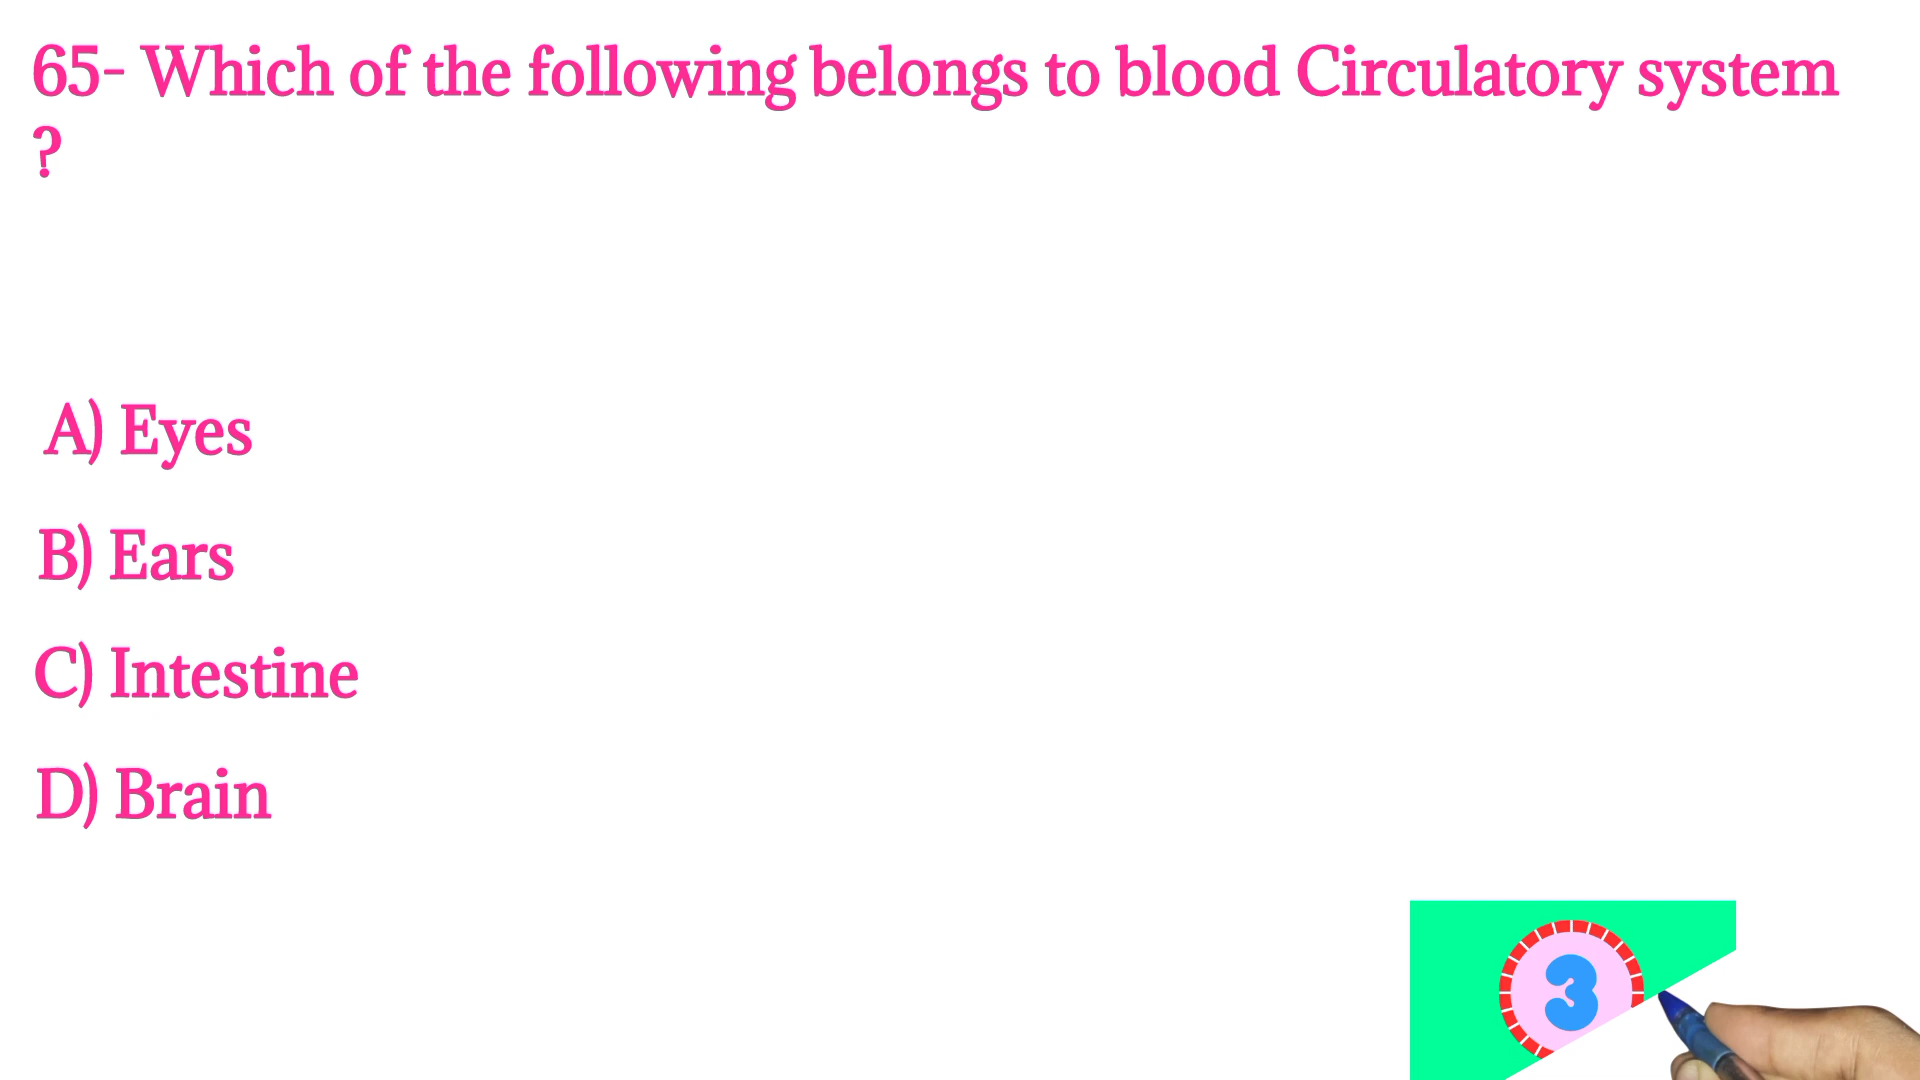 65- Which of the following belongs to blood Circulatory system
?
A) Eyes
B) Ears
C) Intestine
D) Brain
3